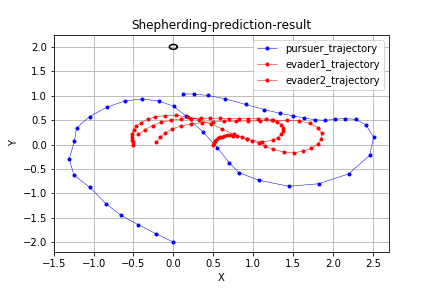 Shepherding-prediction-result
pursuer_trajectory
evader1_trajectory
evader2_trajectory
2.0
1.5
1.0
0.5
0.0
−0.5
−1.0
−1.5
−2.0
Y
−1.5 −1.0 −0.5 0.0 0.5 1.0 1.5 2.0 2.5
X